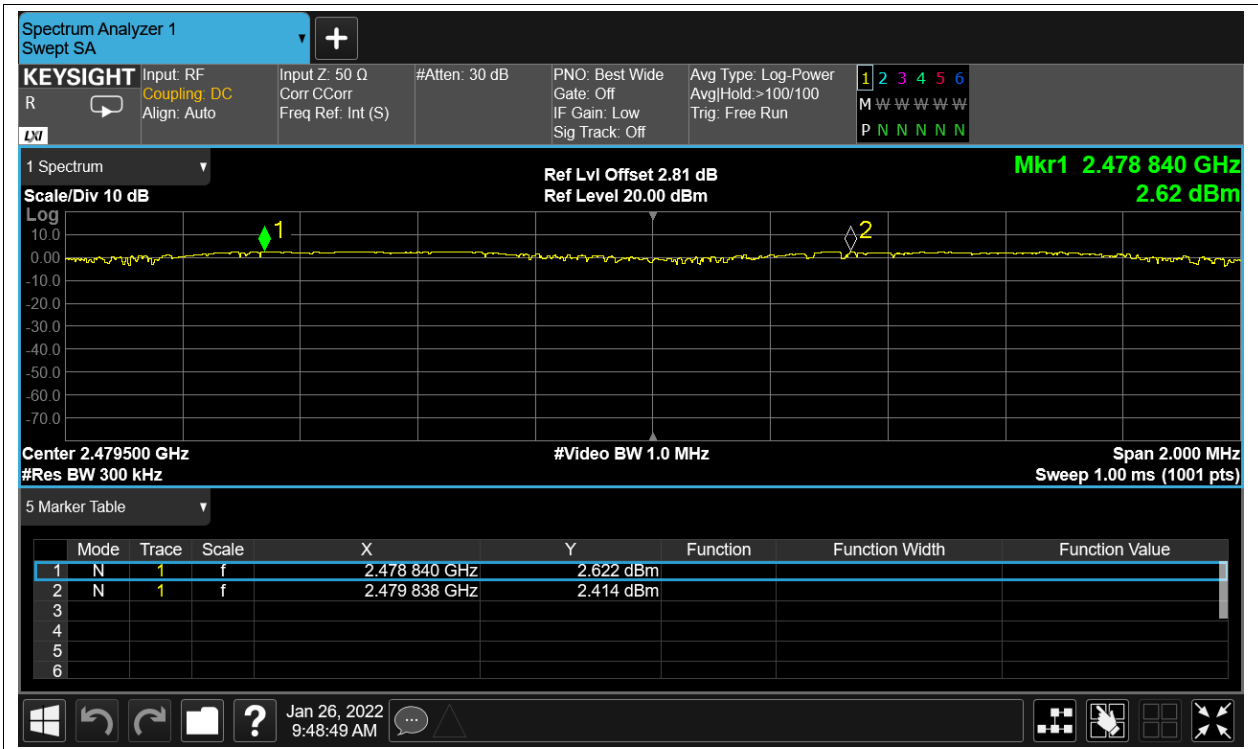 Spectrum Analyzer 1
Swept SA
KEYSIGHT Input: RF Input Z: 50 Ω #Atten: 30 dB PNO: Best Wide Avg Type: Log-Power 1 2 3 4 5 6
R Coupling: DC Corr CCorr Gate: Off Avg|Hold:>100/100 M W W W W W
Align: Auto Freq Ref: Int (S) IF Gain: Low Trig: Free Run
LXI Sig Track: Off P N N N N N
1 Spectrum Ref Lvl Offset 2.81 dB Mkr1 2.478 840 GHz
Scale/Div 10 dB Ref Level 20.00 dBm 2.62 dBm
Log
1 2
10.0
0.00
-10.0
-20.0
-30.0
-40.0
-50.0
-60.0
-70.0
Center 2.479500 GHz #Video BW 1.0 MHz Span 2.000 MHz
#Res BW 300 kHz Sweep 1.00 ms (1001 pts)
5 Marker Table
Mode Trace Scale X Y Function Function Width Function Value
1 N 1 f 2.478 840 GHz 2.622 dBm
2 N 1 f 2.479 838 GHz 2.414 dBm
3
4
5
6
? Jan 26, 2022
9:48:49 AM